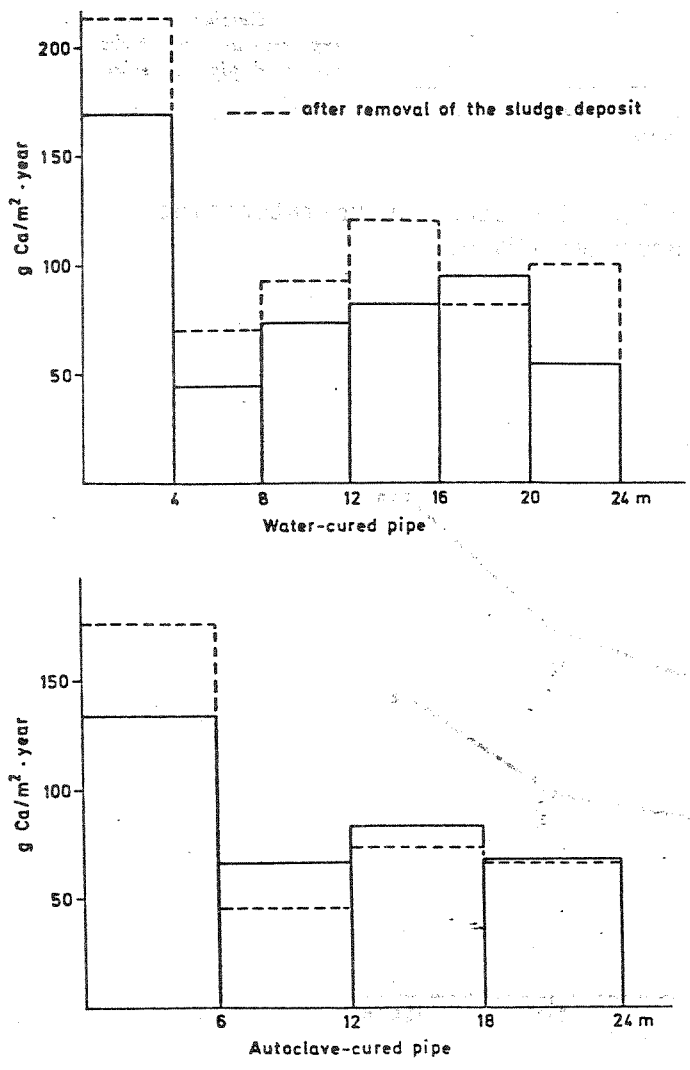 200
150
100
50
g Ca/m² · year
---- after removal of the sludge deposit
4 8 12 16 20 24 m
Water-cured pipe
150
100
50
g Ca/m² · year
6 12 18 24 m
Autoclave-cured pipe